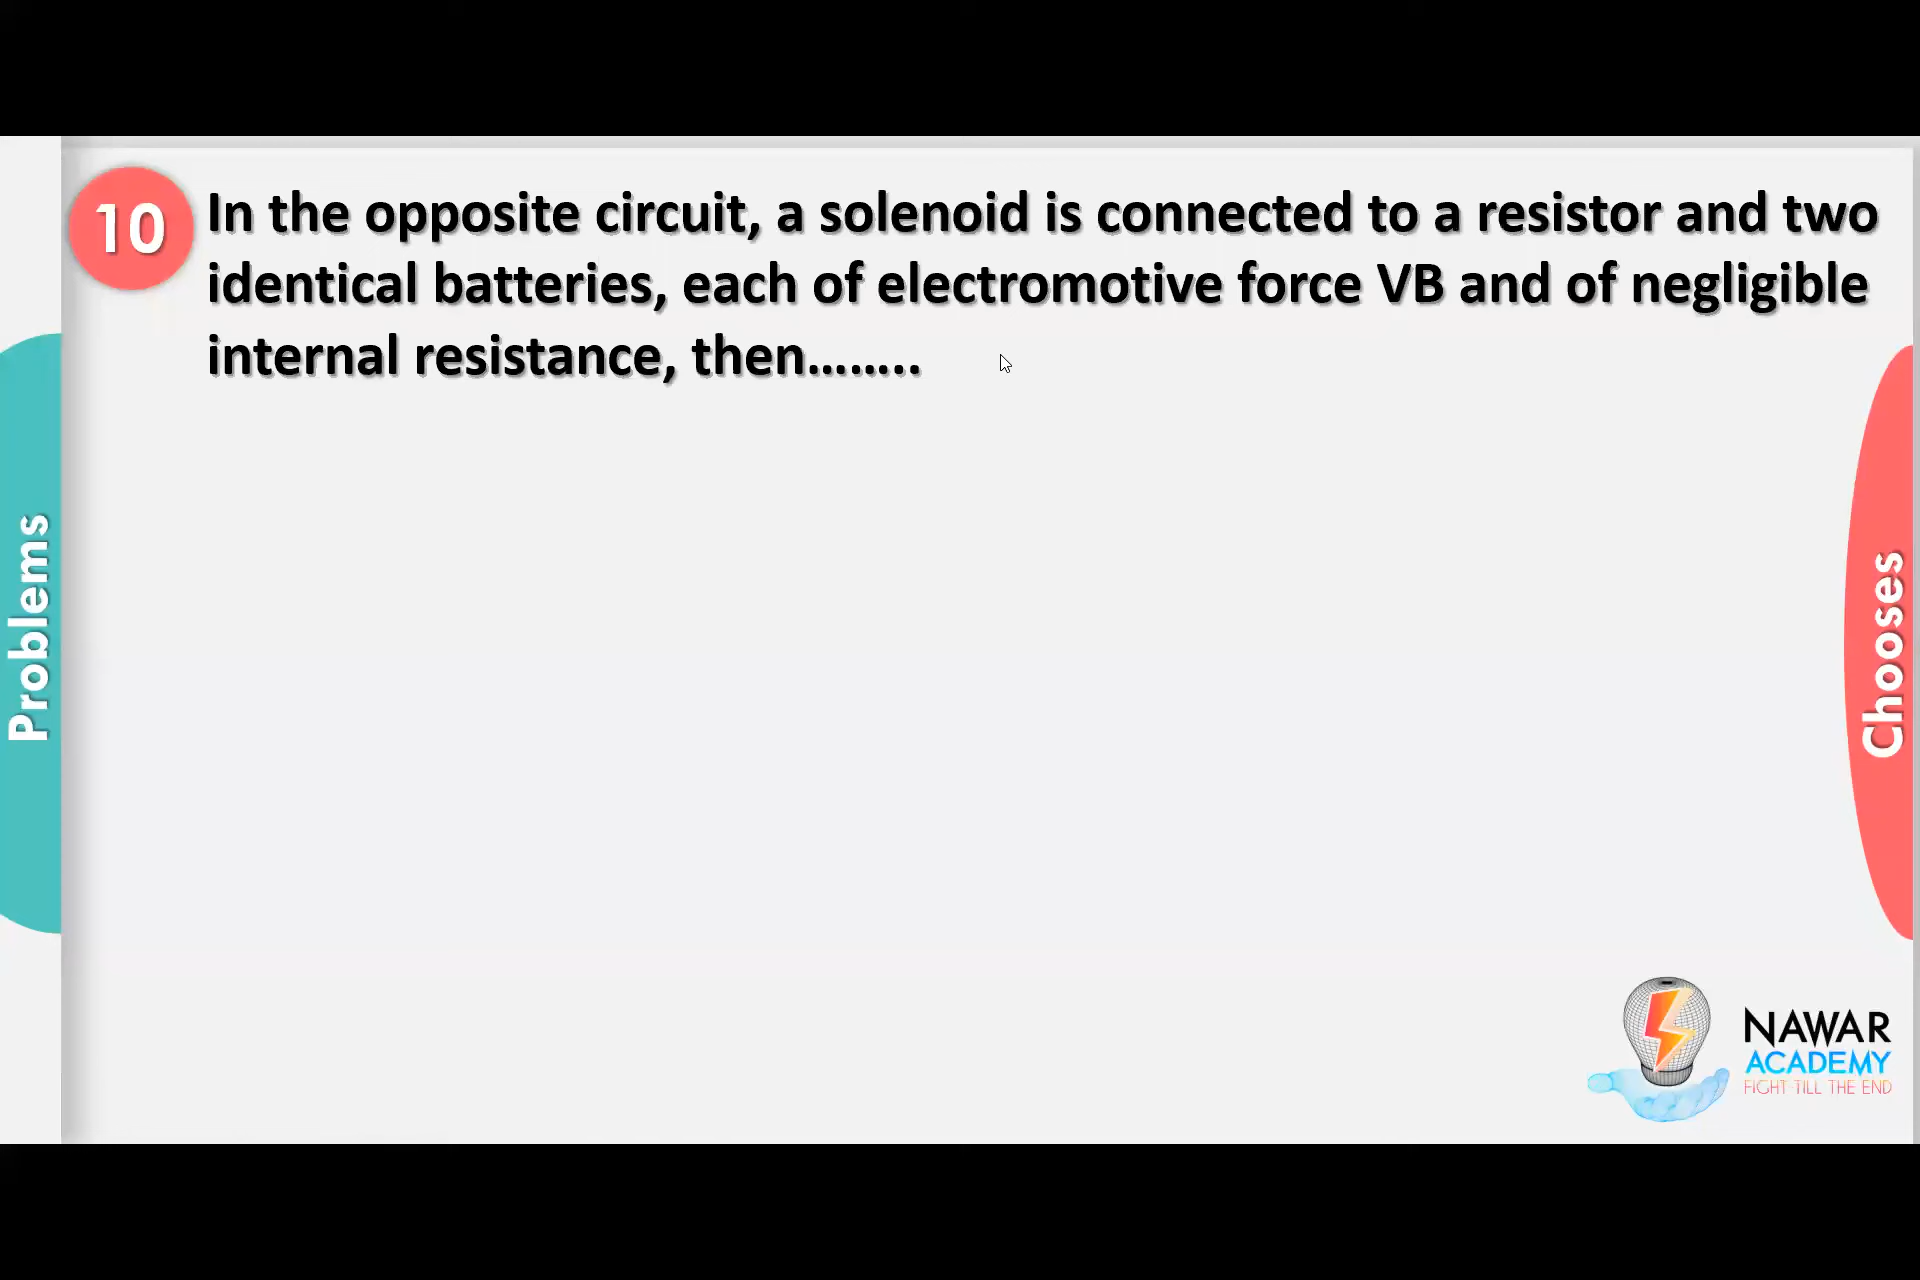 10
In the opposite circuit, a solenoid is connected to a resistor and two
identical batteries, each of electromotive force VB and of negligible
internal resistance, then........
Problems
Chooses
NAWAR
ACADEMY
FIGHT TILL THE END